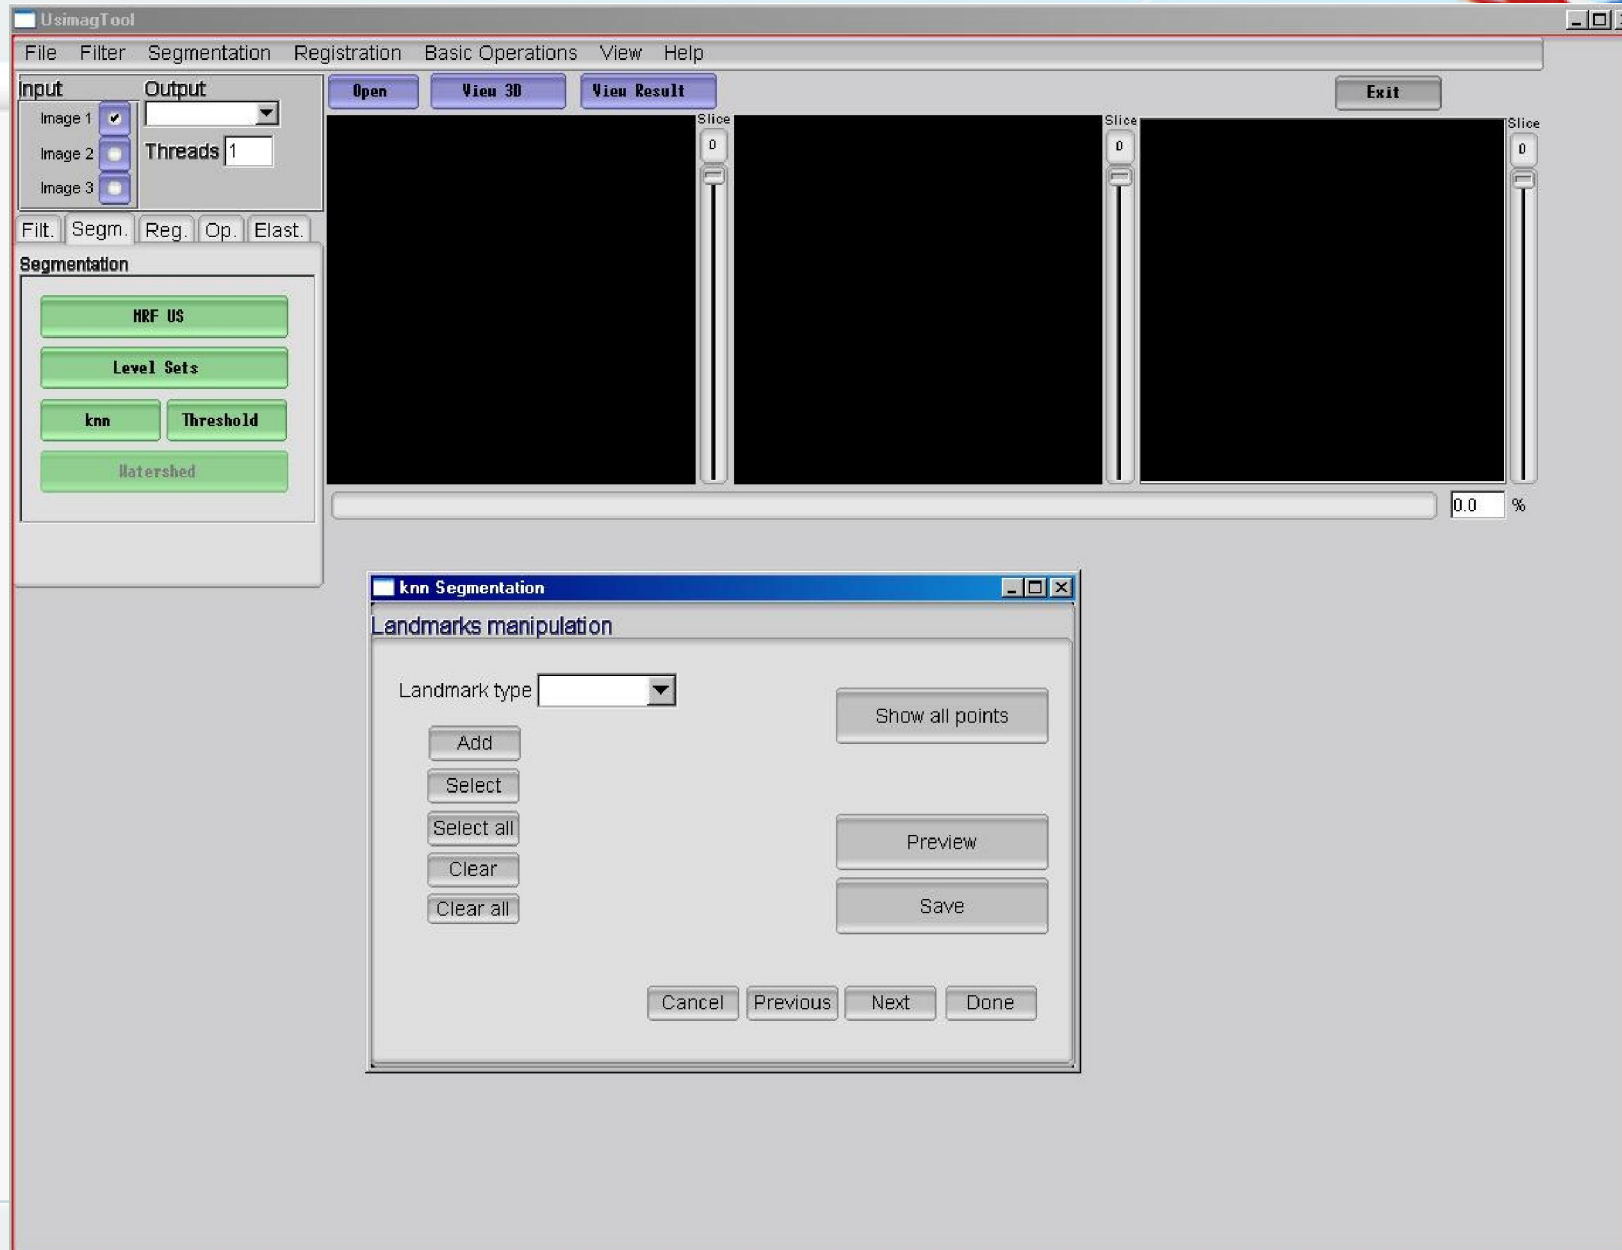 UsimagTool
File Filter Segmentation Registration Basic Operations View Help
Input Output
Open View 3D View Result Exit
Image 1
Image 2 Threads 1
Image 3
Slice Slice Slice
0 0 0
Filt. Segm. Reg. Op. Elast.
Segmentation
MRF US
Level Sets
knn Threshold
Watershed
0.0 %
knn Segmentation
Landmarks manipulation
Landmark type
Show all points
Add
Select
Select all
Preview
Clear
Clear all
Save
Cancel Previous Next Done